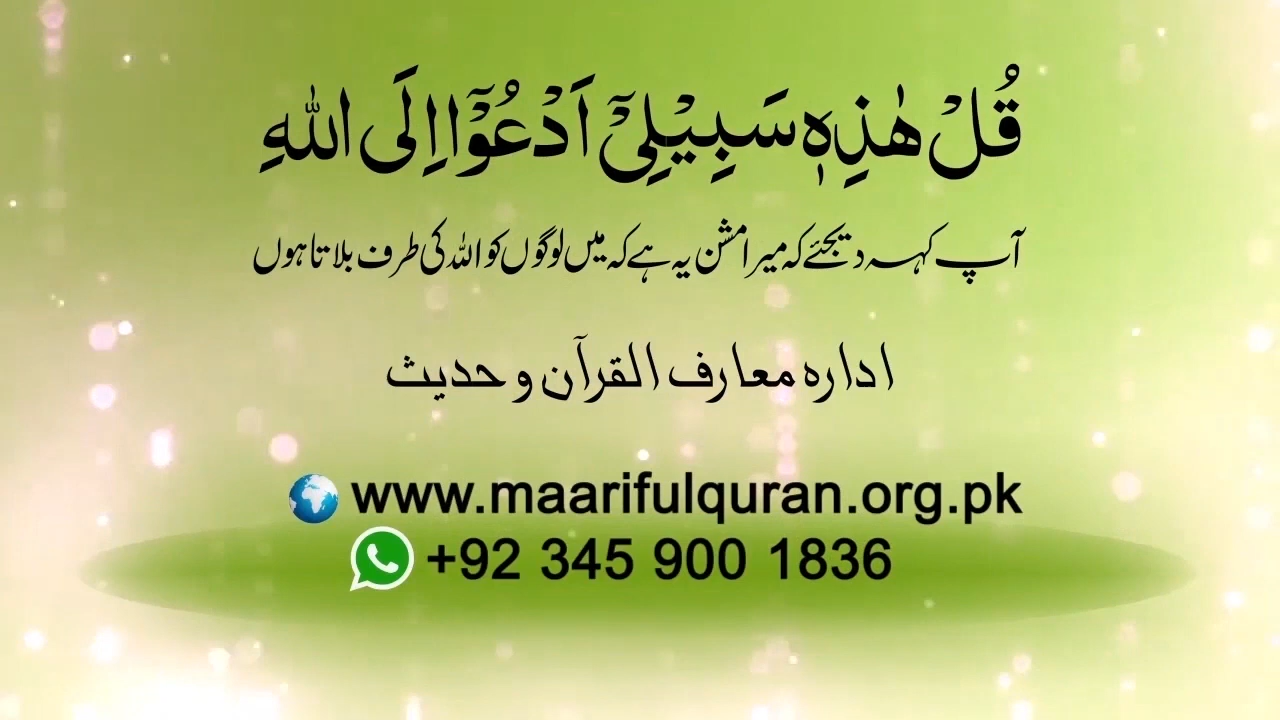 قُلْ هٰذِهٖ سَبِیْلِیْۤ اَدْعُوْۤا اِلَی اللّٰهِ
آپ کہہ دیجئے کہ میرا مشن یہ ہے کہ میں لوگوں کو اللہ کی طرف بلاتا ہوں
ادارہ معارف القرآن و حدیث
www.maarifulquran.org.pk
+92 345 900 1836